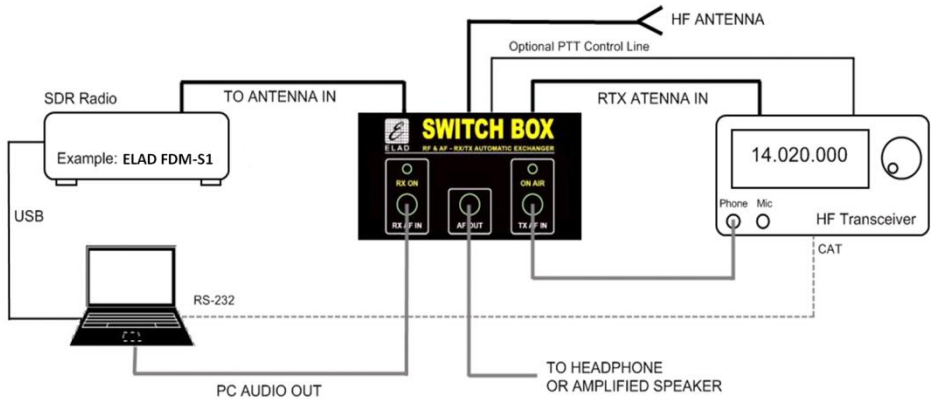 HF ANTENNA
Optional PTT Control Line
TO ANTENNA IN
RTX ATENNA IN
SDR Radio
Example: ELAD FDM-S1
E
ELAD
SWITCH BOX
RF & AF - RX/TX AUTOMATIC EXCHANGER
RX ON
ON AIR
RX AF IN
AF OUT
TX AF IN
14.020.000
Phone
Mic
HF Transceiver
USB
CAT
RS-232
PC AUDIO OUT
TO HEADPHONE
OR AMPLIFIED SPEAKER